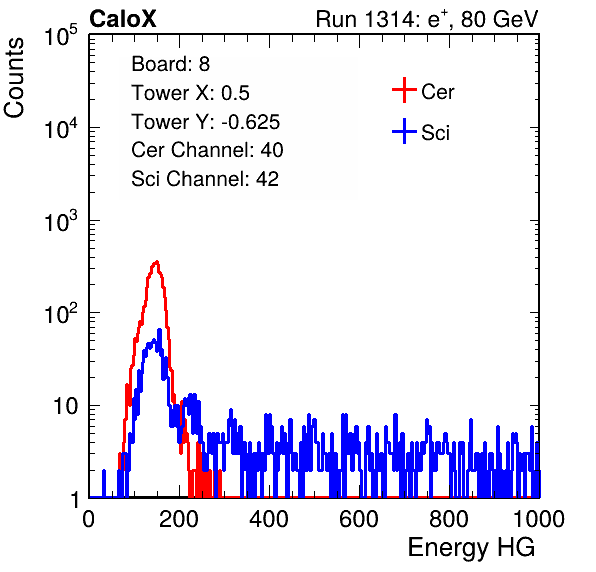 CaloX Run 1314: e⁺, 80 GeV
Counts
10⁵
10⁴
10³
10²
10
1
Board: 8
Tower X: 0.5
Tower Y: -0.625
Cer Channel: 40
Sci Channel: 42
Cer
Sci
0 200 400 600 800 1000
Energy HG